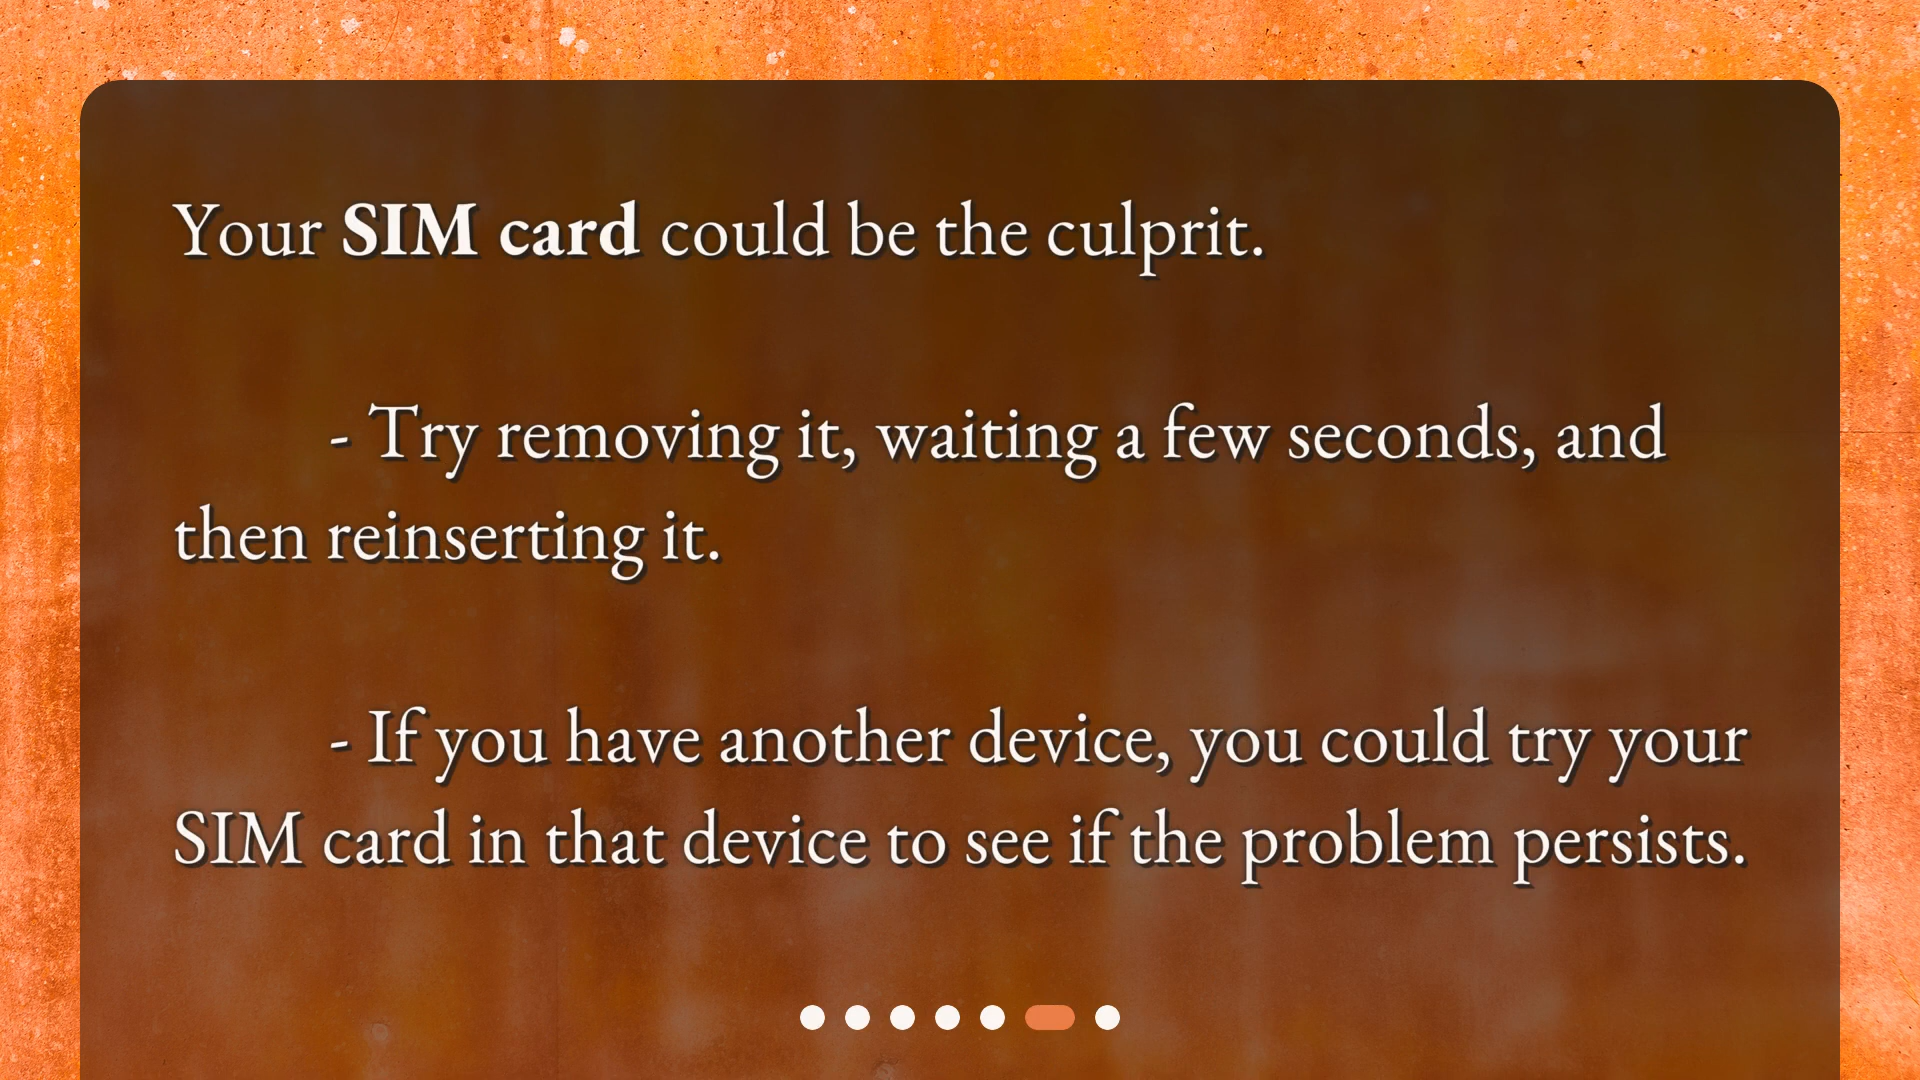 Your SIM card could be the culprit.
- Try removing it, waiting a few seconds, and
then reinserting it.
- If you have another device, you could try your
SIM card in that device to see if the problem persists.